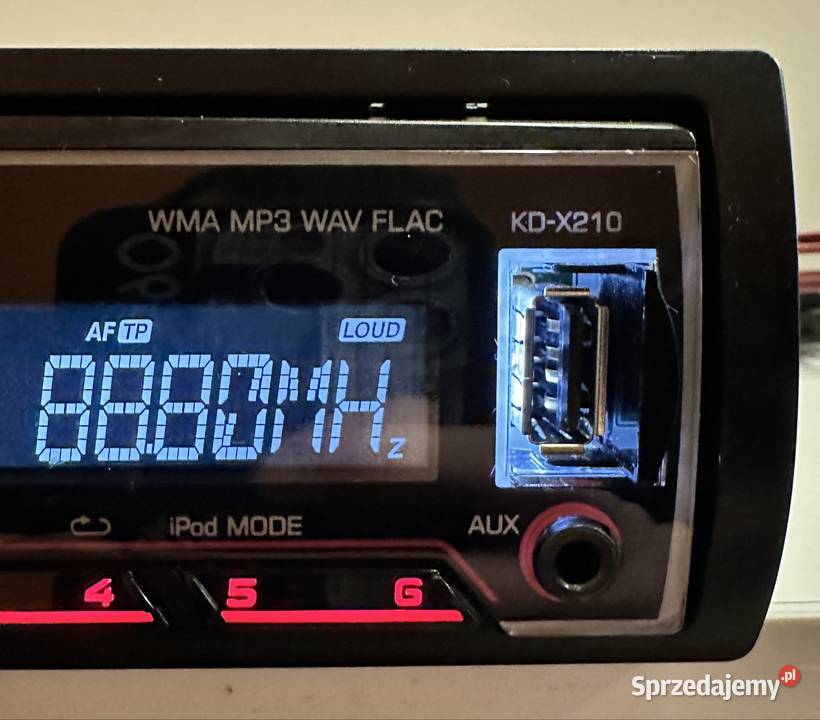 WMA MP3 WAV FLAC KD-X210
AF TP LOUD
88.80MHz
iPod MODE AUX
4 5 6
Sprzedajemy.pl